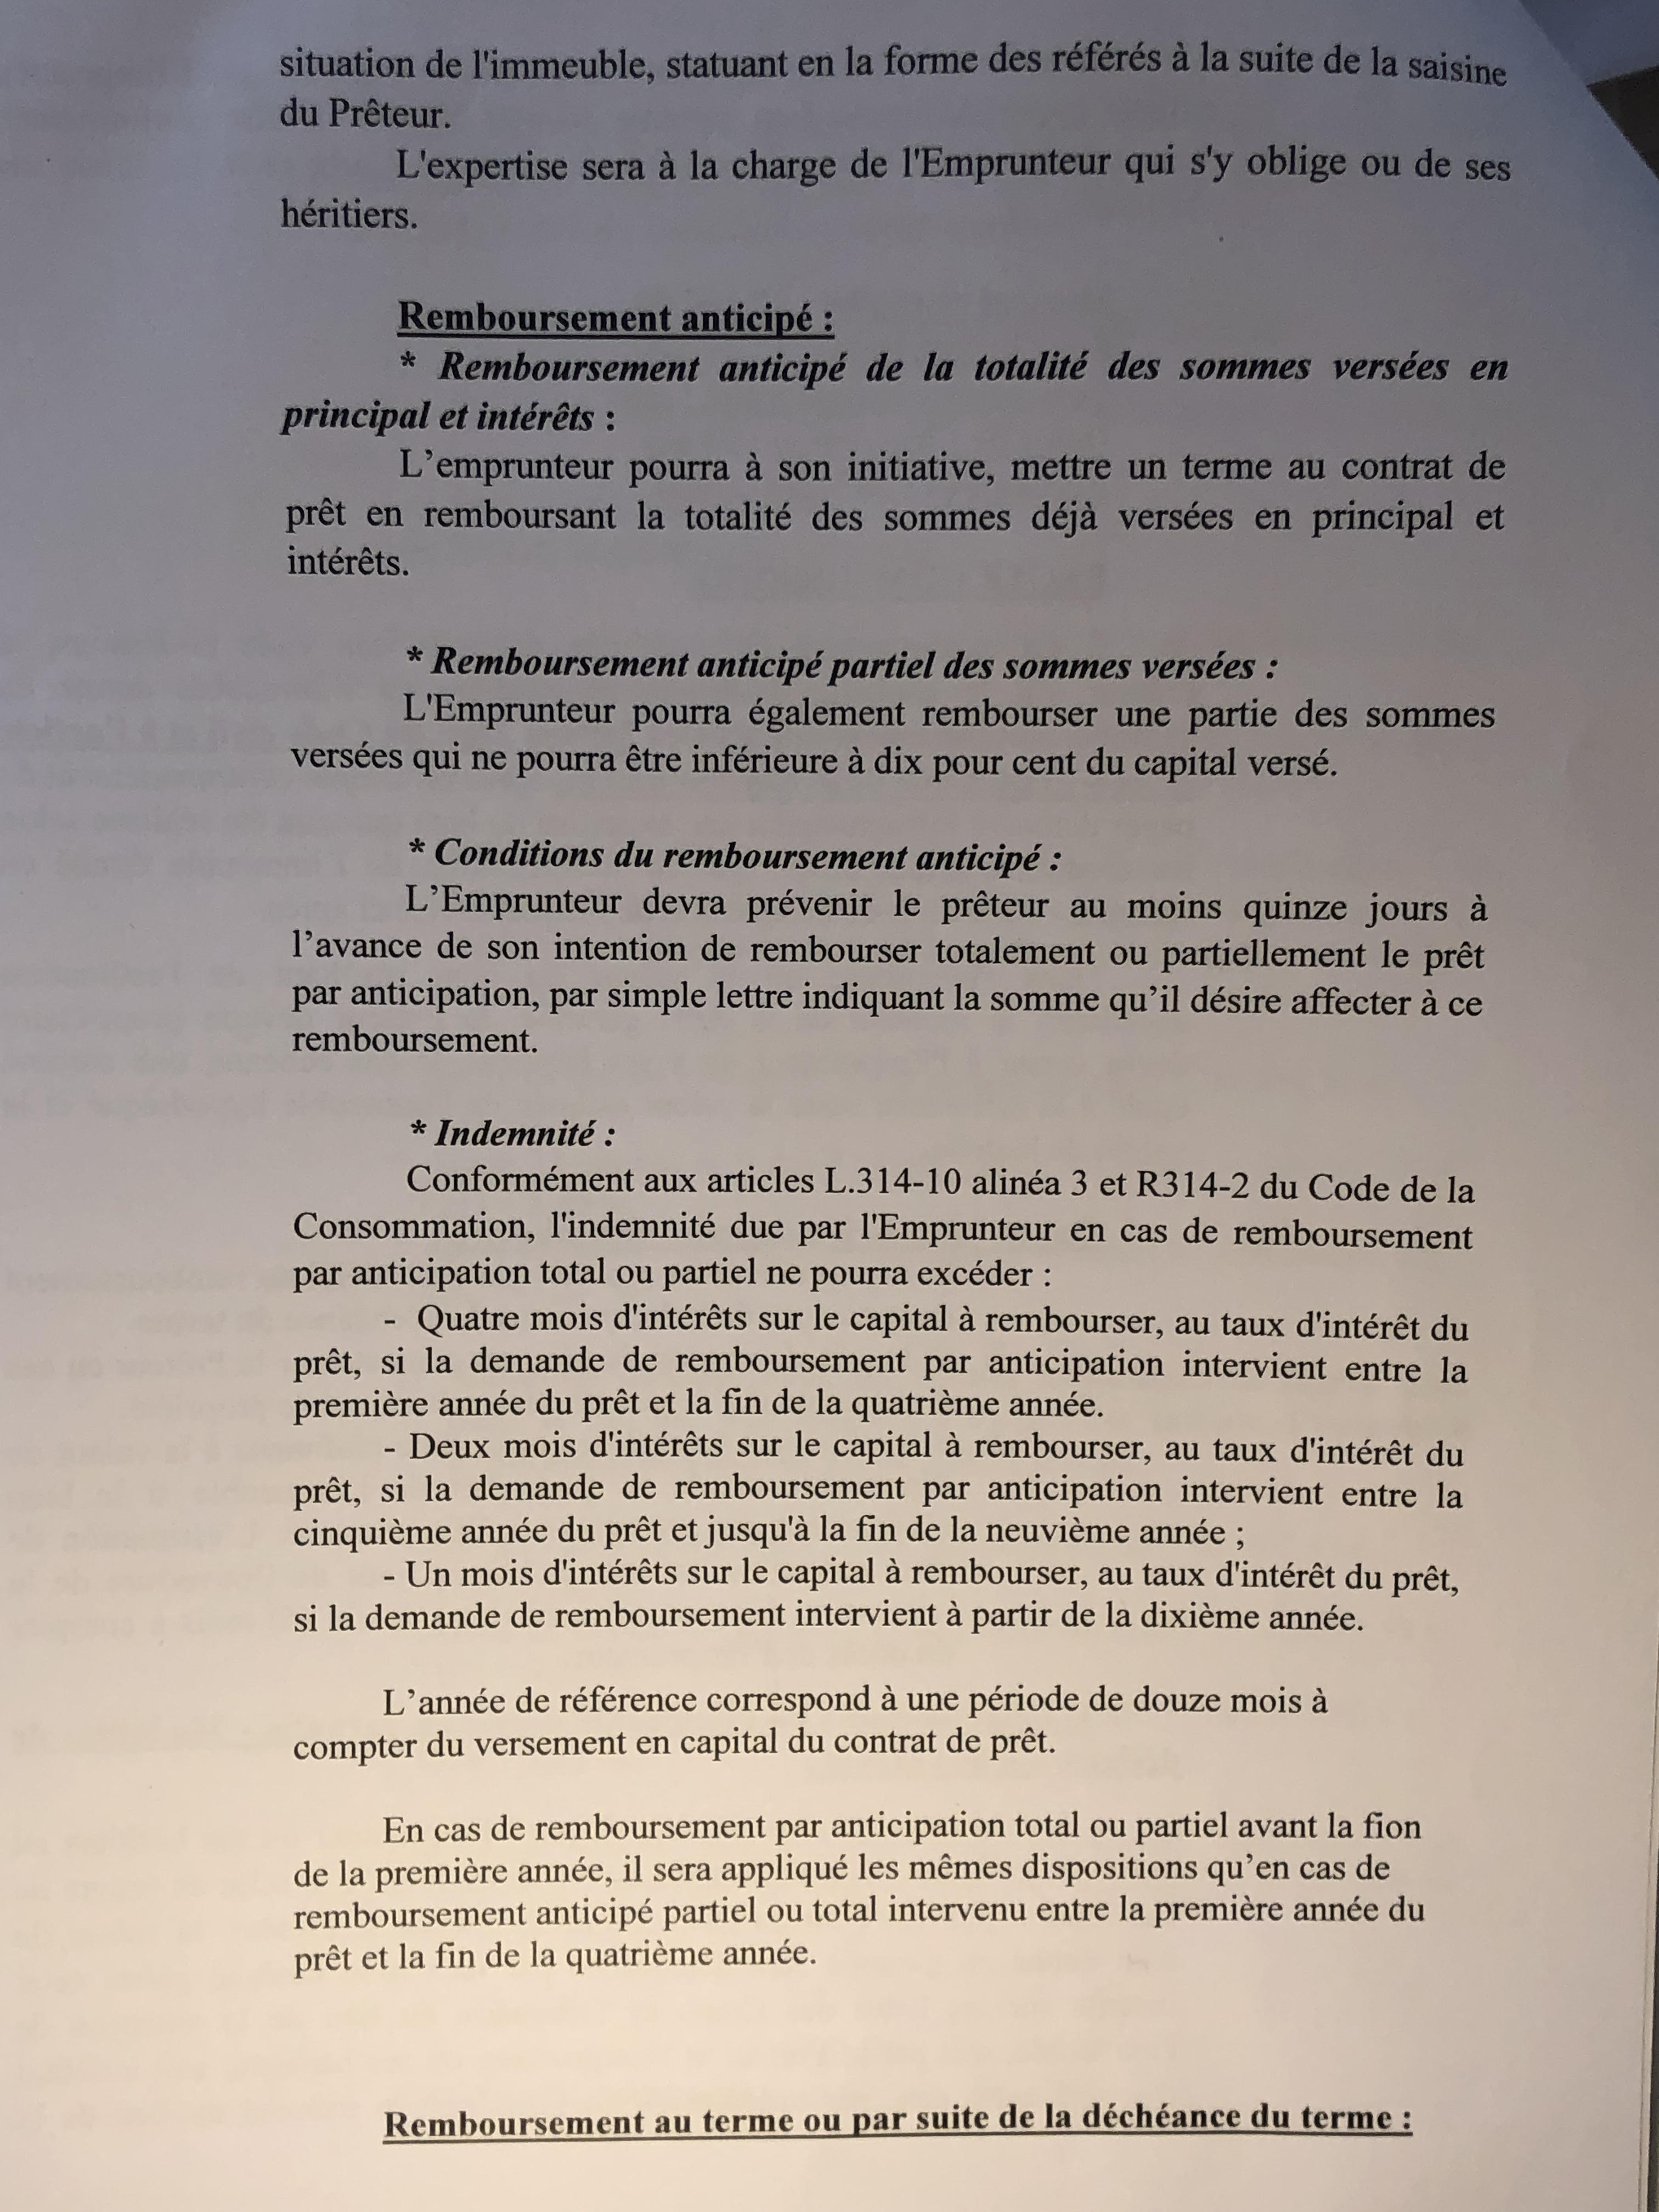 situation de l'immeuble, statuant en la forme des référés à la suite de la saisine
du Prêteur.
L'expertise sera à la charge de l'Emprunteur qui s'y oblige ou de ses
héritiers.
Remboursement anticipé :
* Remboursement anticipé de la totalité des sommes versées en
principal et intérêts :
L’emprunteur pourra à son initiative, mettre un terme au contrat de
prêt en remboursant la totalité des sommes déjà versées en principal et
intérêts.
* Remboursement anticipé partiel des sommes versées :
L'Emprunteur pourra également rembourser une partie des sommes
versées qui ne pourra être inférieure à dix pour cent du capital versé.
* Conditions du remboursement anticipé :
L’Emprunteur devra prévenir le prêteur au moins quinze jours à
l’avance de son intention de rembourser totalement ou partiellement le prêt
par anticipation, par simple lettre indiquant la somme qu’il désire affecter à ce
remboursement.
* Indemnité :
Conformément aux articles L.314-10 alinéa 3 et R314-2 du Code de la
Consommation, l'indemnité due par l'Emprunteur en cas de remboursement
par anticipation total ou partiel ne pourra excéder :
- Quatre mois d'intérêts sur le capital à rembourser, au taux d'intérêt du
prêt, si la demande de remboursement par anticipation intervient entre la
première année du prêt et la fin de la quatrième année.
- Deux mois d'intérêts sur le capital à rembourser, au taux d'intérêt du
prêt, si la demande de remboursement par anticipation intervient entre la
cinquième année du prêt et jusqu'à la fin de la neuvième année ;
- Un mois d'intérêts sur le capital à rembourser, au taux d'intérêt du prêt,
si la demande de remboursement intervient à partir de la dixième année.
L’année de référence correspond à une période de douze mois à
compter du versement en capital du contrat de prêt.
En cas de remboursement par anticipation total ou partiel avant la fion
de la première année, il sera appliqué les mêmes dispositions qu’en cas de
remboursement anticipé partiel ou total intervenu entre la première année du
prêt et la fin de la quatrième année.
Remboursement au terme ou par suite de la déchéance du terme :